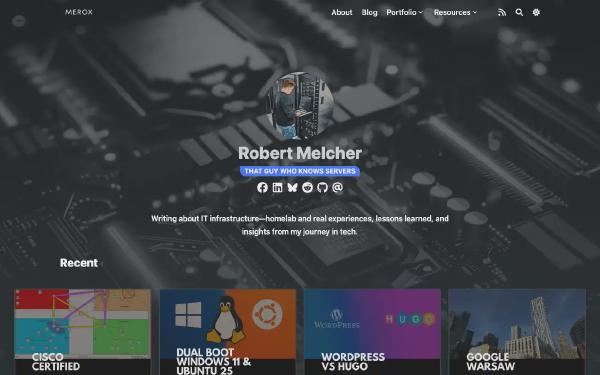 MEROX
About Blog Portfolio Resources
Robert Melcher
THAT GUY WHO KNOWS SERVERS
Writing about IT infrastructure—homelab and real experiences, lessons learned, and
insights from my journey in tech.
Recent
CISCO
CERTIFIED
DUAL BOOT
WINDOWS 11 &
UBUNTU 25
WORDPRESS
HUGO
WORDPRESS
VS HUGO
GOOGLE
WARSAW